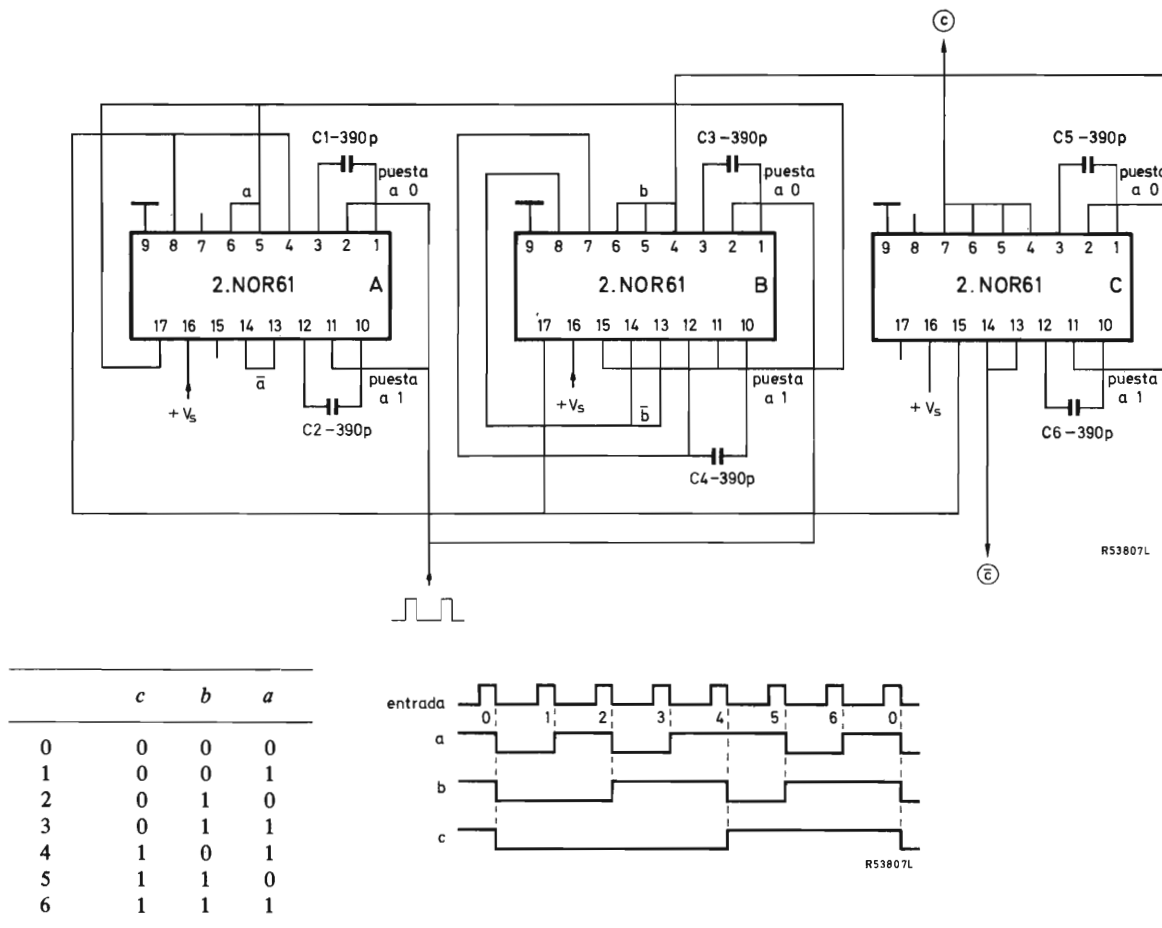 c
C1-390p
C3-390p
C5-390p
puesta
a 0
puesta
a 0
puesta
a 0
a
b
9 8 7 6 5 4 3 2 1
9 8 7 6 5 4 3 2 1
9 8 7 6 5 4 3 2 1
2.NOR61 A
2.NOR61 B
2.NOR61 C
17 16 15 14 13 12 11 10
17 16 15 14 13 12 11 10
17 16 15 14 13 12 11 10
a̅
b̅
puesta
a 1
puesta
a 1
puesta
a 1
+Vs
+Vs
+Vs
C2-390p
C4-390p
C6-390p
R53807L
c̅
c b a
0 0 0 0
1 0 0 1
2 0 1 0
3 0 1 1
4 1 0 1
5 1 1 0
6 1 1 1
entrada
0 1 2 3 4 5 6 0
a
b
c
R53807L